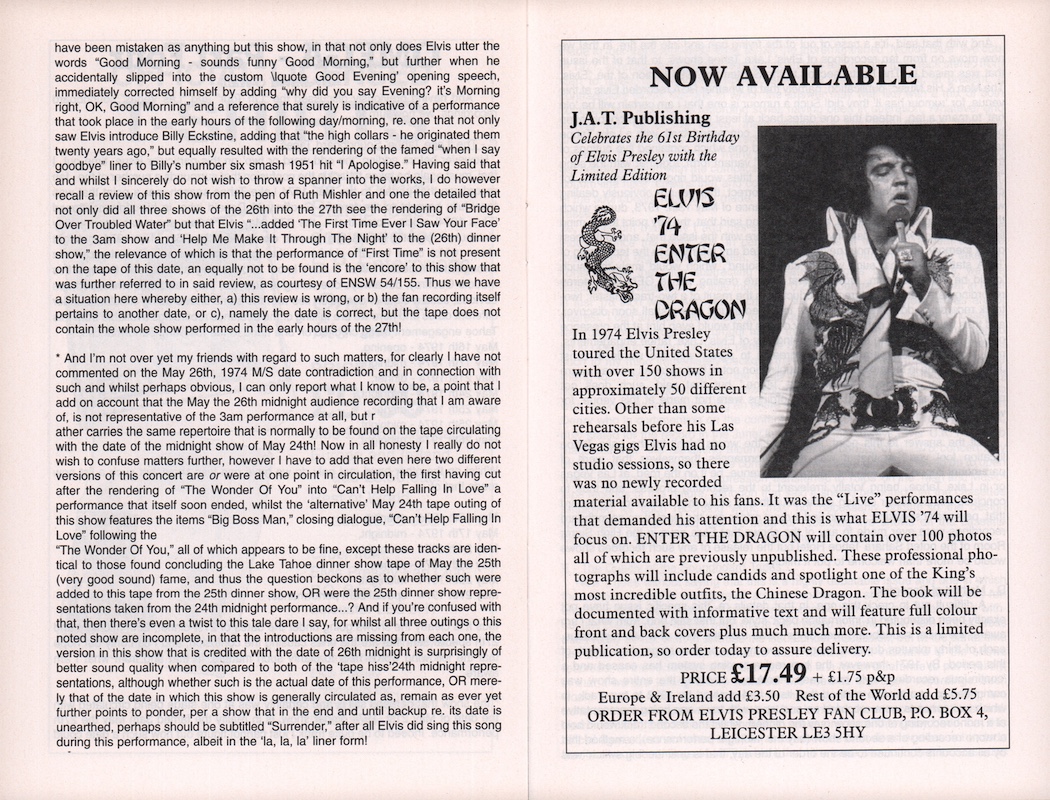 have been mistaken as anything but this show, in that not only does Elvis utter the
words “Good Morning - sounds funny Good Morning,” but further when he
accidentally slipped into the custom \lquote Good Evening’ opening speech,
immediately corrected himself by adding “why did you say Evening? it’s Morning
right, OK, Good Morning” and a reference that surely is indicative of a performance
that took place in the early hours of the following day/morning, re. one that not only
saw Elvis introduce Billy Eckstine, adding that “the high collars - he originated them
twenty years ago,” but equally resulted with the rendering of the famed “when I say
goodbye” liner to Billy’s number six smash 1951 hit “I Apologise.” Having said that
and whilst I sincerely do not wish to throw a spanner into the works, I do however
recall a review of this show from the pen of Ruth Mishler and one the detailed that
not only did all three shows of the 26th into the 27th see the rendering of “Bridge
Over Troubled Water” but that Elvis “...added ‘The First Time Ever I Saw Your Face’
to the 3am show and ‘Help Me Make It Through The Night’ to the (26th) dinner
show,” the relevance of which is that the performance of “First Time” is not present
on the tape of this date, an equally not to be found is the ‘encore’ to this show that
was further referred to in said review, as courtesy of ENSW 54/155. Thus we have
a situation here whereby either, a) this review is wrong, or b) the fan recording itself
pertains to another date, or c), namely the date is correct, but the tape does not
contain the whole show performed in the early hours of the 27th!
* And I’m not over yet my friends with regard to such matters, for clearly I have not
commented on the May 26th, 1974 M/S date contradiction and in connection with
such and whilst perhaps obvious, I can only report what I know to be, a point that I
add on account that the May the 26th midnight audience recording that I am aware
of, is not representative of the 3am performance at all, but r
ather carries the same repertoire that is normally to be found on the tape circulating
with the date of the midnight show of May 24th! Now in all honesty I really do not
wish to confuse matters further, however I have to add that even here two different
versions of this concert are or were at one point in circulation, the first having cut
after the rendering of “The Wonder Of You” into “Can’t Help Falling In Love” a
performance that itself soon ended, whilst the ‘alternative’ May 24th tape outing of
this show features the items “Big Boss Man,” closing dialogue, “Can’t Help Falling In
Love” following the
“The Wonder Of You,” all of which appears to be fine, except these tracks are iden-
tical to those found concluding the Lake Tahoe dinner show tape of May the 25th
(very good sound) fame, and thus the question beckons as to whether such were
added to this tape from the 25th dinner show, OR were the 25th dinner show repre-
sentations taken from the 24th midnight performance...? And if you’re confused with
that, then there’s even a twist to this tale dare I say, for whilst all three outings o this
noted show are incomplete, in that the introductions are missing from each one, the
version in this show that is credited with the date of 26th midnight is surprisingly of
better sound quality when compared to both of the ‘tape hiss’24th midnight repre-
sentations, although whether such is the actual date of this performance, OR mere-
ly that of the date in which this show is generally circulated as, remain as ever yet
further points to ponder, per a show that in the end and until backup re. its date is
unearthed, perhaps should be subtitled “Surrender,” after all Elvis did sing this song
during this performance, albeit in the ‘la, la, la’ liner form!
NOW AVAILABLE
J.A.T. Publishing
Celebrates the 61st Birthday
of Elvis Presley with the
Limited Edition
ELVIS
’74
ENTER
THE
DRAGON
In 1974 Elvis Presley
toured the United States
with over 150 shows in
approximately 50 different
cities. Other than some
rehearsals before his Las
Vegas gigs Elvis had no
studio sessions, so there
was no newly recorded
material available to his fans. It was the “Live” performances
that demanded his attention and this is what ELVIS ’74 will
focus on. ENTER THE DRAGON will contain over 100 photos
all of which are previously unpublished. These professional pho-
tographs will include candids and spotlight one of the King’s
most incredible outfits, the Chinese Dragon. The book will be
documented with informative text and will feature full colour
front and back covers plus much much more. This is a limited
publication, so order today to assure delivery.
PRICE £17.49 + £1.75 p&p
Europe & Ireland add £3.50 Rest of the World add £5.75
ORDER FROM ELVIS PRESLEY FAN CLUB, P.O. BOX 4,
LEICESTER LE3 5HY